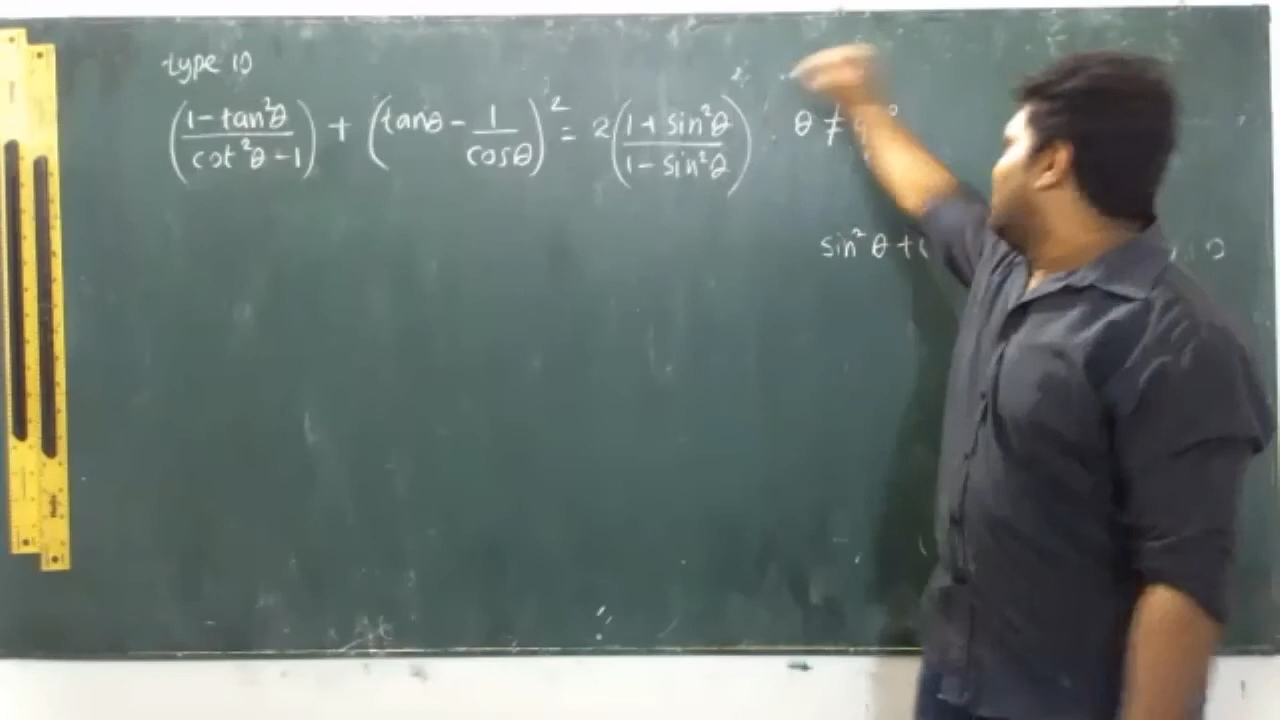 type 10
(1-tan²θ / cot²θ-1) + (tanθ - 1/cosθ)² = 2(1+sin²θ / 1-sin²θ) θ ≠
sin²θ +